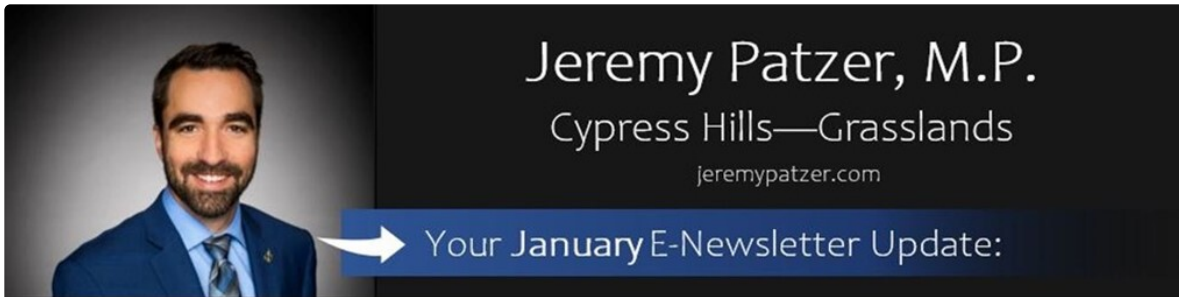 Jeremy Patzer, M.P.
Cypress Hills—Grasslands
jeremypatzer.com
Your January E-Newsletter Update: